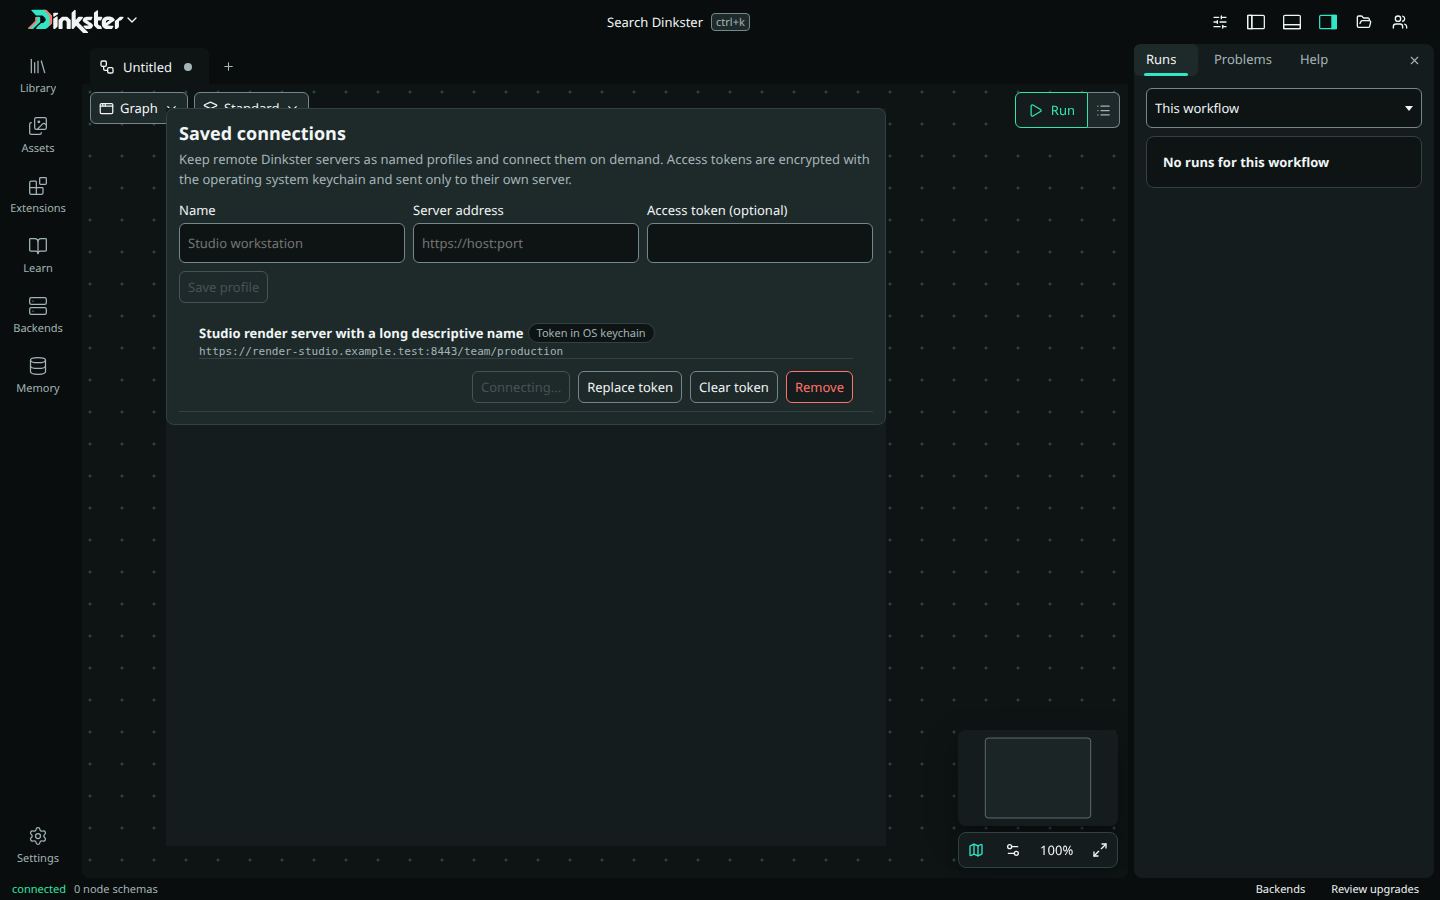 Dinkster
Search Dinkster ctrl+k
Library
Assets
Extensions
Learn
Backends
Memory
Settings
Untitled
Graph
Standard
Run
Saved connections
Keep remote Dinkster servers as named profiles and connect them on demand. Access tokens are encrypted with
the operating system keychain and sent only to their own server.
Name Server address Access token (optional)
Studio workstation https://host:port
Save profile
Studio render server with a long descriptive name Token in OS keychain
https://render-studio.example.test:8443/team/production
Connecting... Replace token Clear token Remove
100%
Runs Problems Help
This workflow
No runs for this workflow
connected 0 node schemas
Backends Review upgrades